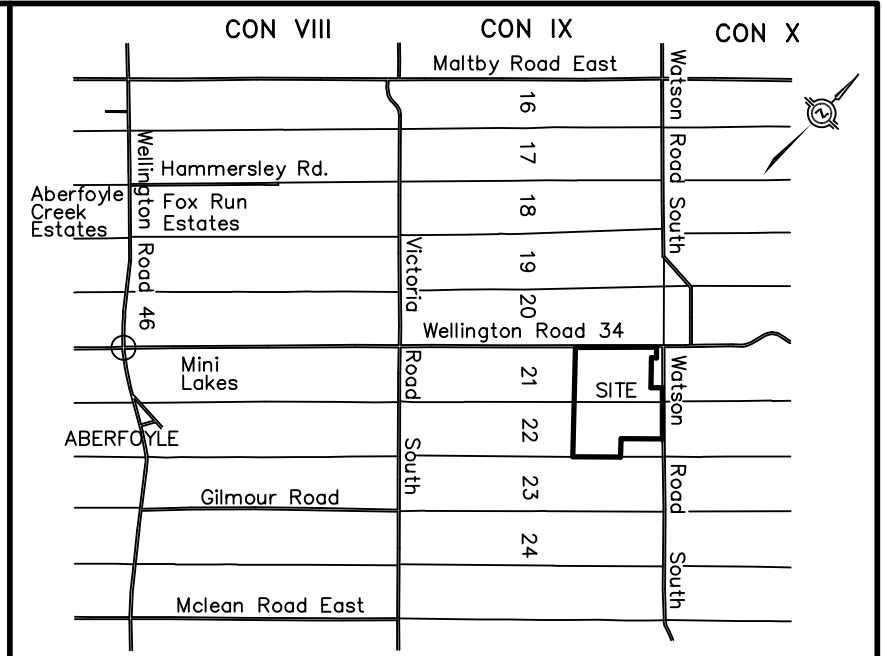 CON VIII
CON IX
CON X
Maltby Road East
16
17
18
19
20
Hammersley Rd.
Fox Run
Estates
Aberfoyle
Creek
Estates
Wellington Road 46
Wellington Road 34
Victoria Road South
Watson Road South
N
Mini
Lakes
21
22
23
24
SITE
Watson Road South
ABERFOYLE
Gilmour Road
Mclean Road East